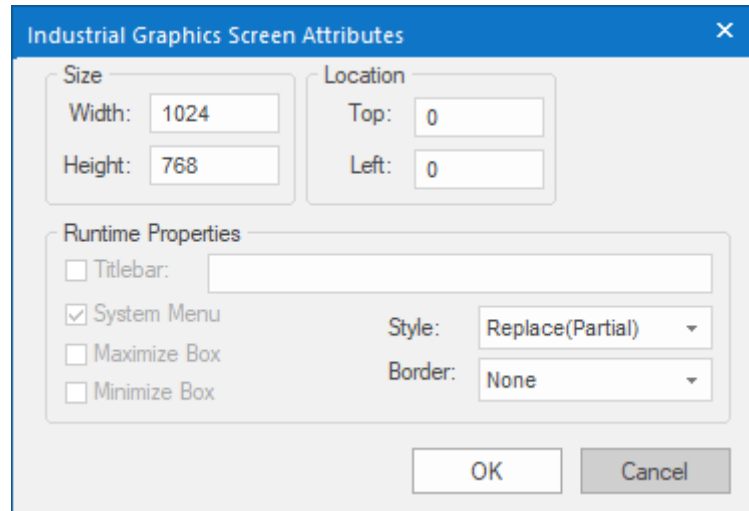 Industrial Graphics Screen Attributes
Size
Width: 1024
Height: 768
Location
Top: 0
Left: 0
Runtime Properties
Titlebar:
System Menu
Maximize Box
Minimize Box
Style: Replace(Partial)
Border: None
OK Cancel